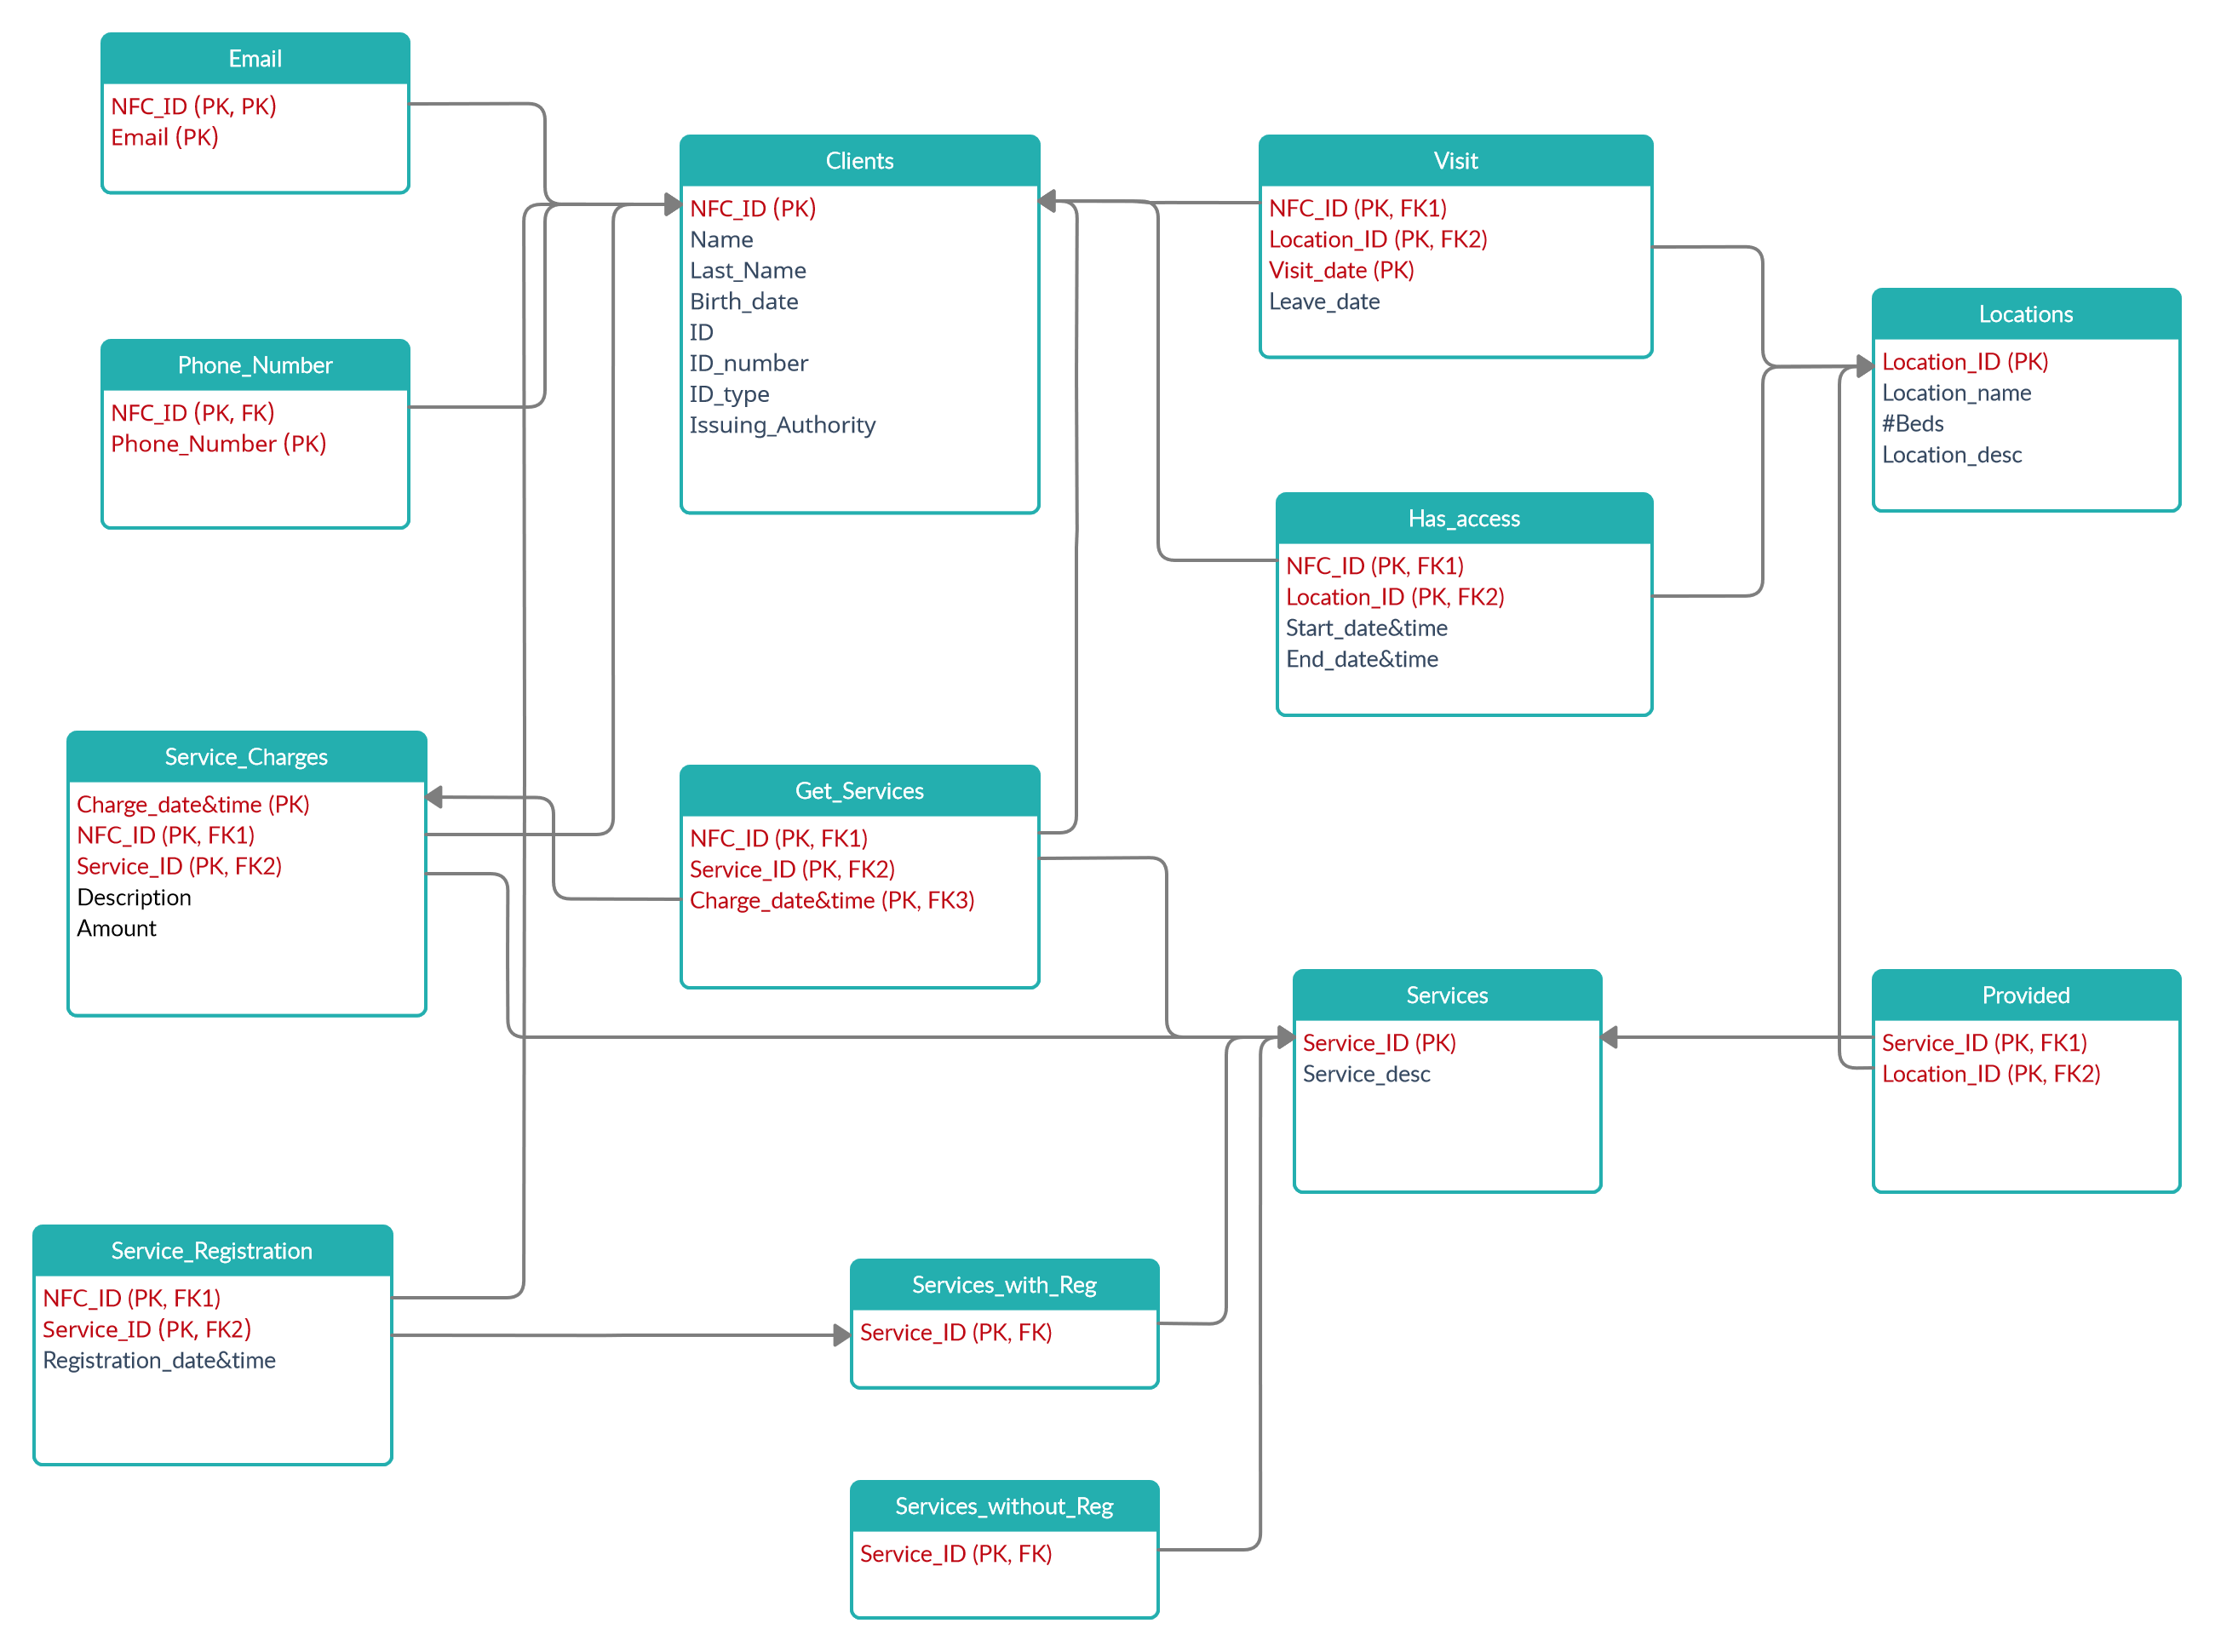 Email
NFC_ID (PK, PK)
Email (PK)
Phone_Number
NFC_ID (PK, FK)
Phone_Number (PK)
Clients
NFC_ID (PK)
Name
Last_Name
Birth_date
ID
ID_number
ID_type
Issuing_Authority
Visit
NFC_ID (PK, FK1)
Location_ID (PK, FK2)
Visit_date (PK)
Leave_date
Locations
Location_ID (PK)
Location_name
#Beds
Location_desc
Has_access
NFC_ID (PK, FK1)
Location_ID (PK, FK2)
Start_date&time
End_date&time
Service_Charges
Charge_date&time (PK)
NFC_ID (PK, FK1)
Service_ID (PK, FK2)
Description
Amount
Get_Services
NFC_ID (PK, FK1)
Service_ID (PK, FK2)
Charge_date&time (PK, FK3)
Services
Service_ID (PK)
Service_desc
Provided
Service_ID (PK, FK1)
Location_ID (PK, FK2)
Service_Registration
NFC_ID (PK, FK1)
Service_ID (PK, FK2)
Registration_date&time
Services_with_Reg
Service_ID (PK, FK)
Services_without_Reg
Service_ID (PK, FK)